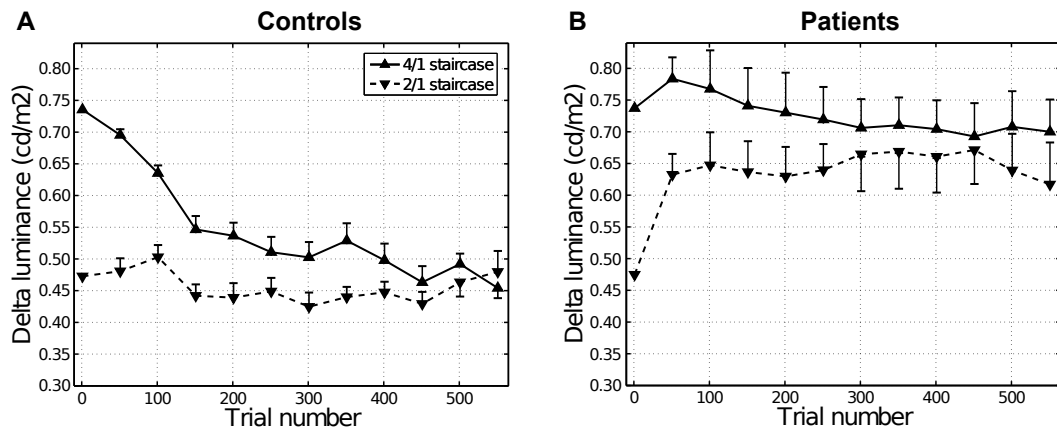 A
Controls
Delta luminance (cd/m2)
0.80
0.75
0.70
0.65
0.60
0.55
0.50
0.45
0.40
0.35
0.30
4/1 staircase
2/1 staircase
0 100 200 300 400 500
Trial number
B
Patients
Delta luminance (cd/m2)
0.80
0.75
0.70
0.65
0.60
0.55
0.50
0.45
0.40
0.35
0.30
0 100 200 300 400 500
Trial number